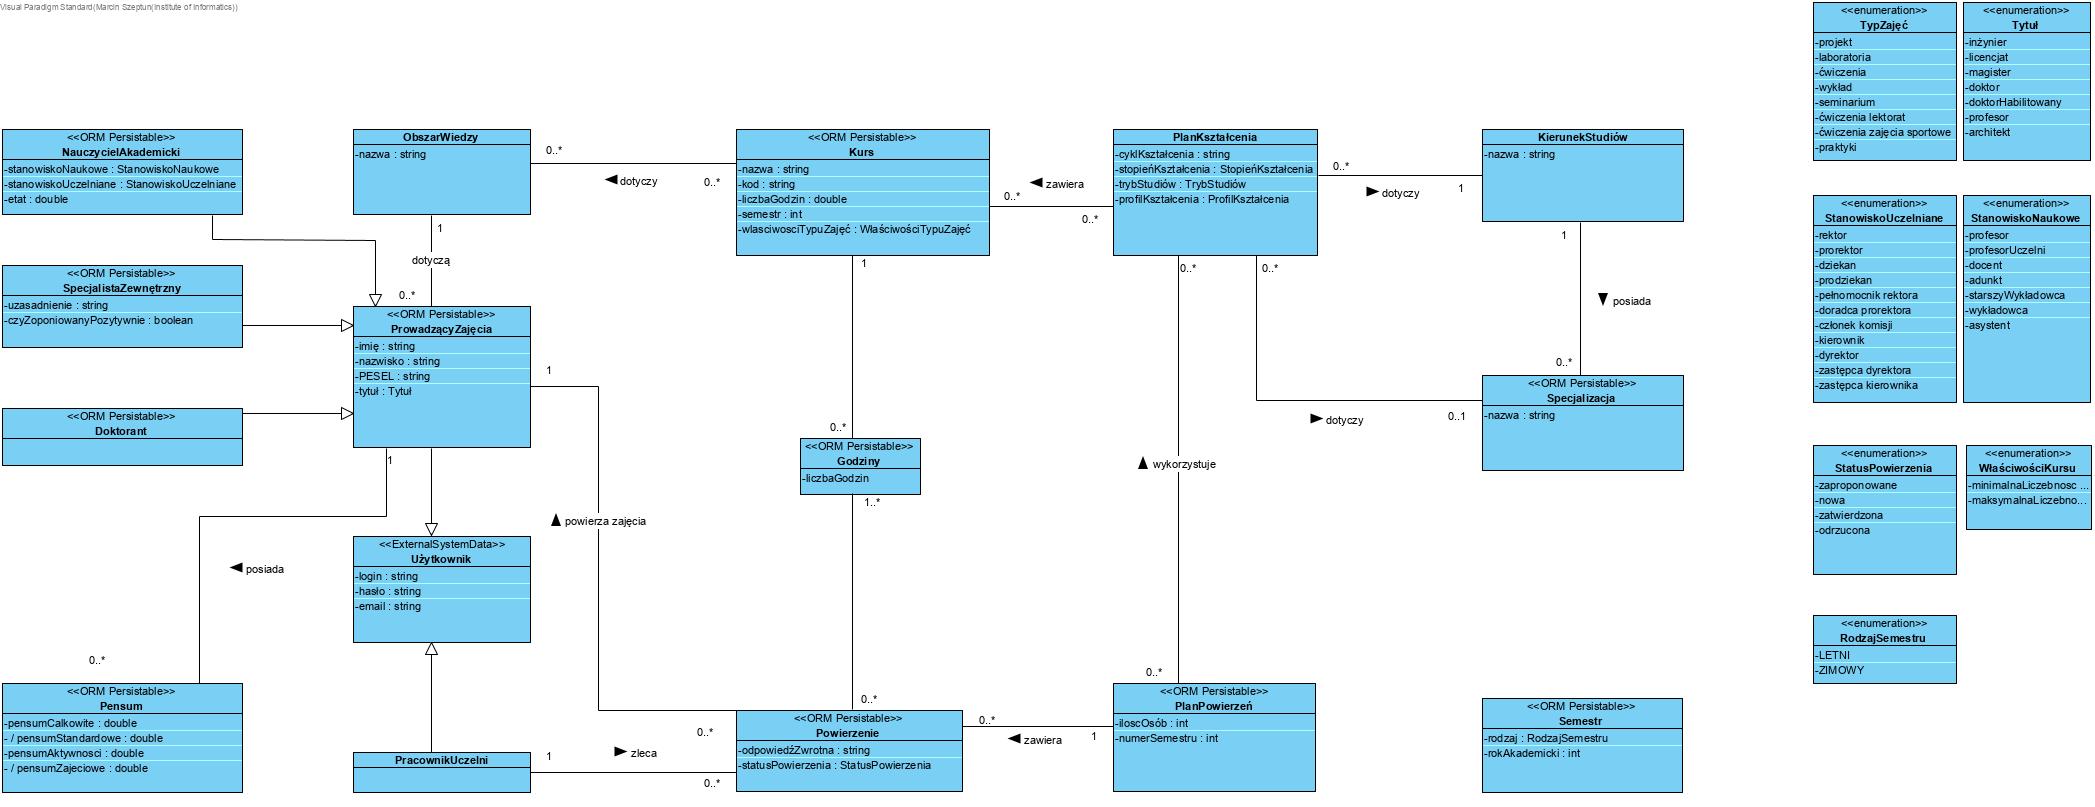 Visual Paradigm Standard(Marcin Szeptun(Institute of Informatics))
<<enumeration>>
TypZajęć
-projekt
-laboratoria
-ćwiczenia
-wykład
-seminarium
-ćwiczenia lektorat
-ćwiczenia zajęcia sportowe
-praktyki
<<enumeration>>
Tytuł
-inżynier
-licencjat
-magister
-doktor
-doktorHabilitowany
-profesor
-architekt
<<ORM Persistable>>
NauczycielAkademicki
-stanowiskoNaukowe : StanowiskoNaukowe
-stanowiskoUczelniane : StanowiskoUczelniane
-etat : double
ObszarWiedzy
-nazwa : string
0..*
dotyczy
0..*
<<ORM Persistable>>
Kurs
-nazwa : string
-kod : string
-liczbaGodzin : double
-semestr : int
-wlasciwosciTypuZajęć : WłaściwościTypuZajęć
zawiera
0..*
0..*
PlanKształcenia
-cyklKształcenia : string
-stopieńKształcenia : StopieńKształcenia
-trybStudiów : TrybStudiów
-profilKształcenia : ProfilKształcenia
0..*
dotyczy
1
KierunekStudiów
-nazwa : string
<<enumeration>>
StanowiskoUczelniane
-rektor
-prorektor
-dziekan
-prodziekan
-pełnomocnik rektora
-doradca prorektora
-członek komisji
-kierownik
-dyrektor
-zastępca dyrektora
-zastępca kierownika
<<enumeration>>
StanowiskoNaukowe
-profesor
-profesorUczelni
-docent
-adunkt
-starszyWykładowca
-wykładowca
-asystent
1
dotyczą
0..*
1
0..*
0..*
1
posiada
0..*
<<ORM Persistable>>
SpecjalistaZewnętrzny
-uzasadnienie : string
-czyZoponiowanyPozytywnie : boolean
<<ORM Persistable>>
ProwadzącyZajęcia
-imię : string
-nazwisko : string
-PESEL : string
-tytuł : Tytuł
1
<<ORM Persistable>>
Specjalizacja
-nazwa : string
dotyczy
0..1
<<ORM Persistable>>
Doktorant
0..*
<<ORM Persistable>>
Godziny
-liczbaGodzin
1..*
wykorzystuje
<<enumeration>>
StatusPowierzenia
-zaproponowane
-nowa
-zatwierdzona
-odrzucona
<<enumeration>>
WłaściwościKursu
-minimalnaLiczebnosc ...
-maksymalnaLiczebno...
1
powierza zajęcia
posiada
<<ExternalSystemData>>
Użytkownik
-login : string
-hasło : string
-email : string
<<enumeration>>
RodzajSemestru
-LETNI
-ZIMOWY
0..*
<<ORM Persistable>>
Pensum
-pensumCalkowite : double
- / pensumStandardowe : double
-pensumAktywnosci : double
- / pensumZajeciowe : double
PracownikUczelni
1
zleca
0..*
0..*
0..*
<<ORM Persistable>>
Powierzenie
-odpowiedźZwrotna : string
-statusPowierzenia : StatusPowierzenia
0..*
zawiera
1
0..*
<<ORM Persistable>>
PlanPowierzeń
-iloscOsób : int
-numerSemestru : int
<<ORM Persistable>>
Semestr
-rodzaj : RodzajSemestru
-rokAkademicki : int